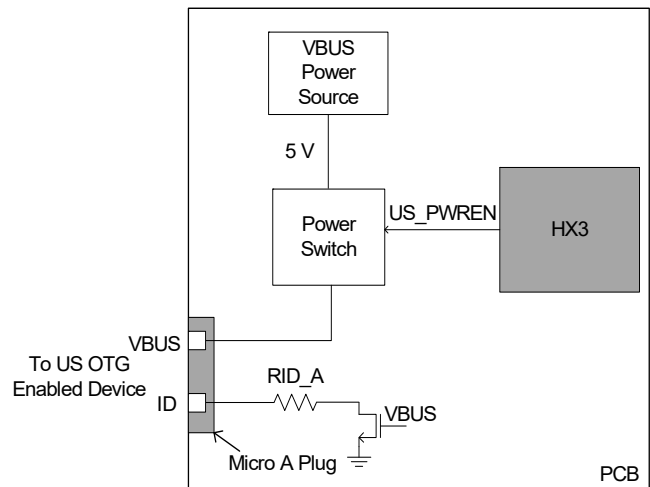 VBUS
Power
Source
5 V
US_PWREN
Power
Switch
HX3
VBUS
To US OTG
Enabled Device
RID_A
ID
VBUS
Micro A Plug
PCB